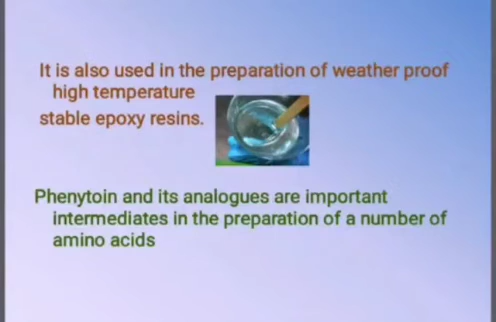 It is also used in the preparation of weather proof
high temperature
stable epoxy resins.
Phenytoin and its analogues are important
intermediates in the preparation of a number of
amino acids